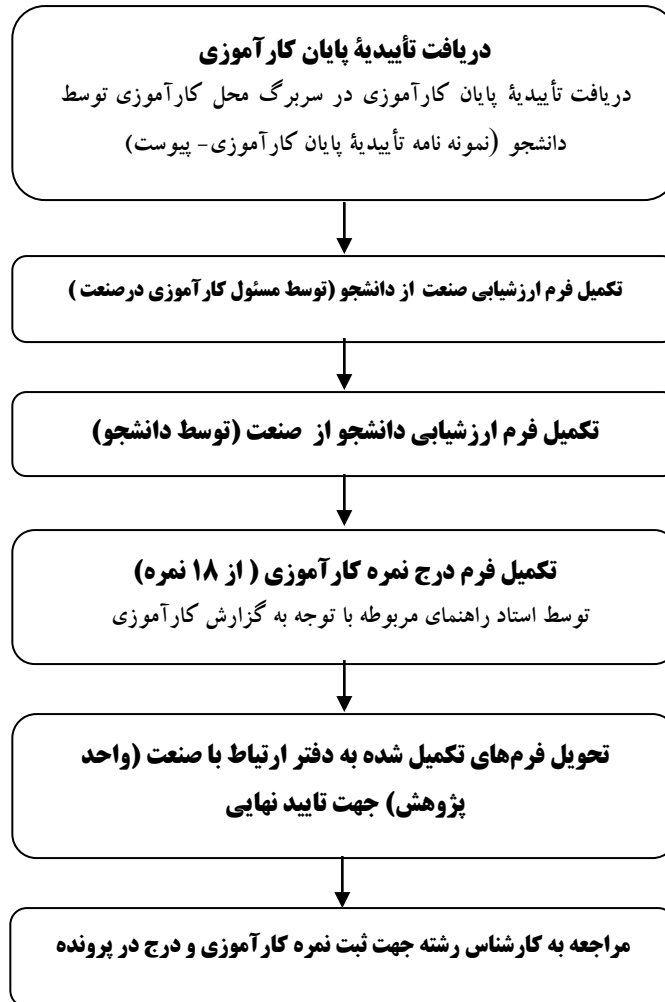 دریافت تأییدیهٔ پایان کارآموزی
دریافت تأییدیهٔ پایان کارآموزی در سربرگ محل کارآموزی توسط
دانشجو (نمونه نامه تأییدیهٔ پایان کارآموزی- پیوست)
تکمیل فرم ارزشیابی صنعت از دانشجو (توسط مسئول کارآموزی درصنعت )
تکمیل فرم ارزشیابی دانشجو از صنعت (توسط دانشجو)
تکمیل فرم درج نمره کارآموزی ( از ۱۸ نمره)
توسط استاد راهنمای مربوطه با توجه به گزارش کارآموزی
تحویل فرم‌های تکمیل شده به دفتر ارتباط با صنعت (واحد
پژوهش) جهت تایید نهایی
مراجعه به کارشناس رشته جهت ثبت نمره کارآموزی و درج در پرونده